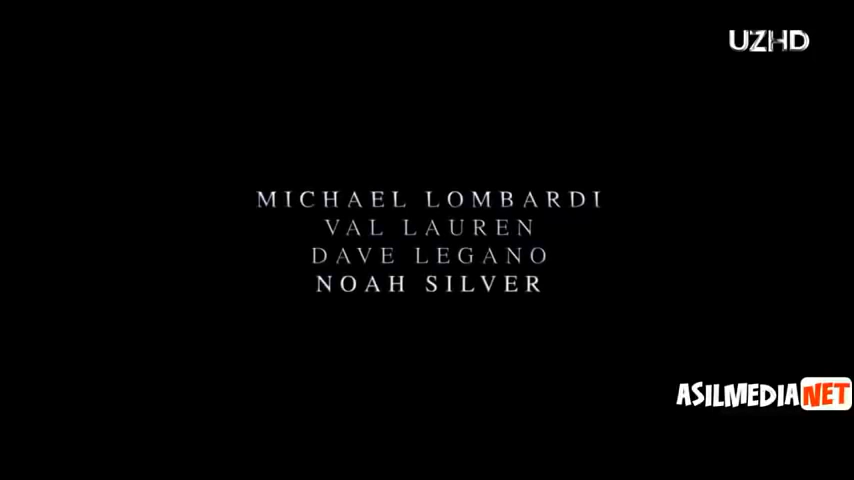 UZHD
MICHAEL LOMBARDI
VAL LAUREN
DAVE LEGANO
NOAH SILVER
ASILMEDIA NET